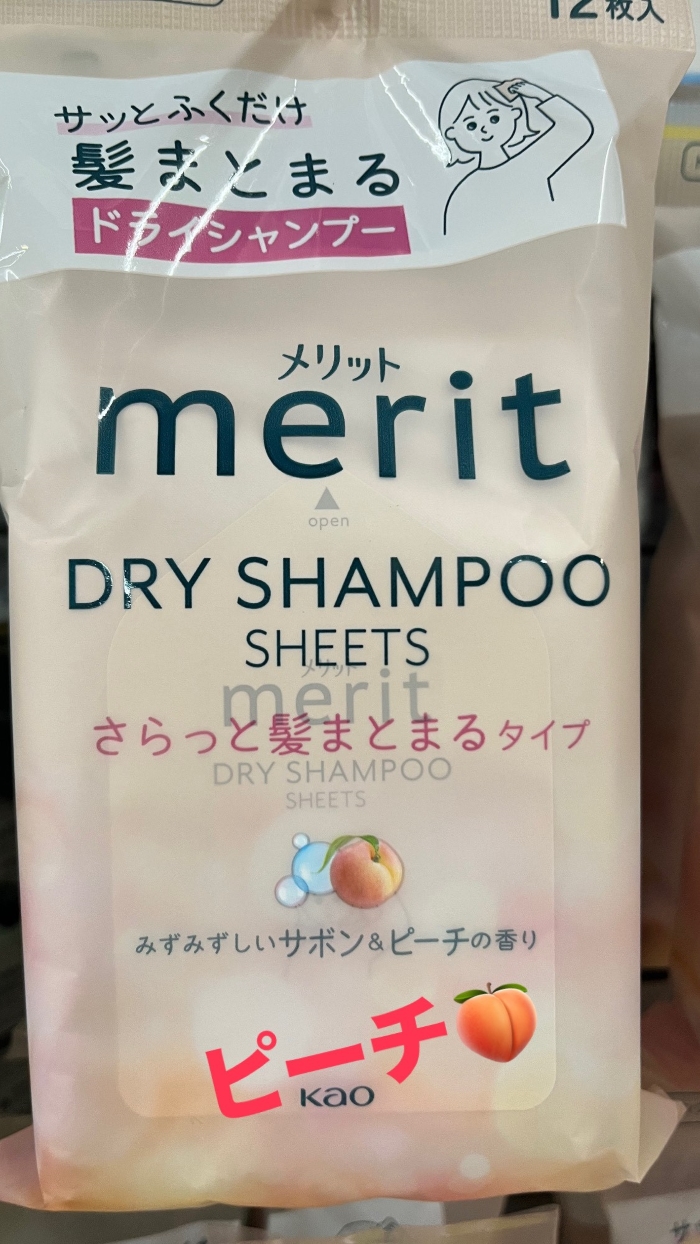 12枚入
サッとふくだけ
髪まとまる
ドライシャンプー
メリット
merit
open
DRY SHAMPOO
SHEETS
メリット
merit
さらっと髪まとまるタイプ
DRY SHAMPOO
SHEETS
みずみずしいサボン&ピーチの香り
ピーチ
Kao